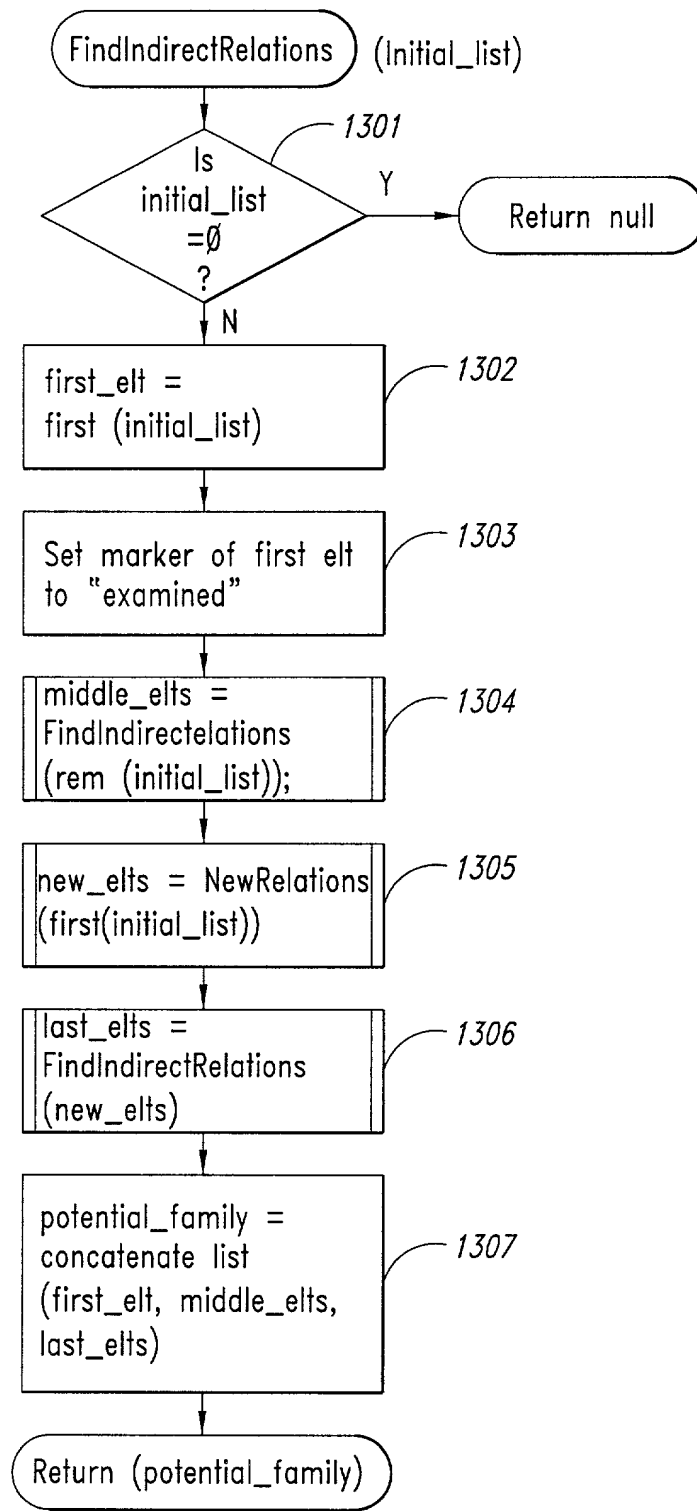 FindIndirectRelations (Initial_list)
1301
Is
initial_list
=Ø
?
Y
Return null
N
first_elt =
first (initial_list)
1302
Set marker of first elt
to "examined"
1303
middle_elts =
FindIndirectelations
(rem (initial_list));
1304
new_elts = NewRelations
(first(initial_list))
1305
last_elts =
FindIndirectRelations
(new_elts)
1306
potential_family =
concatenate list
(first_elt, middle_elts,
last_elts)
1307
Return (potential_family)